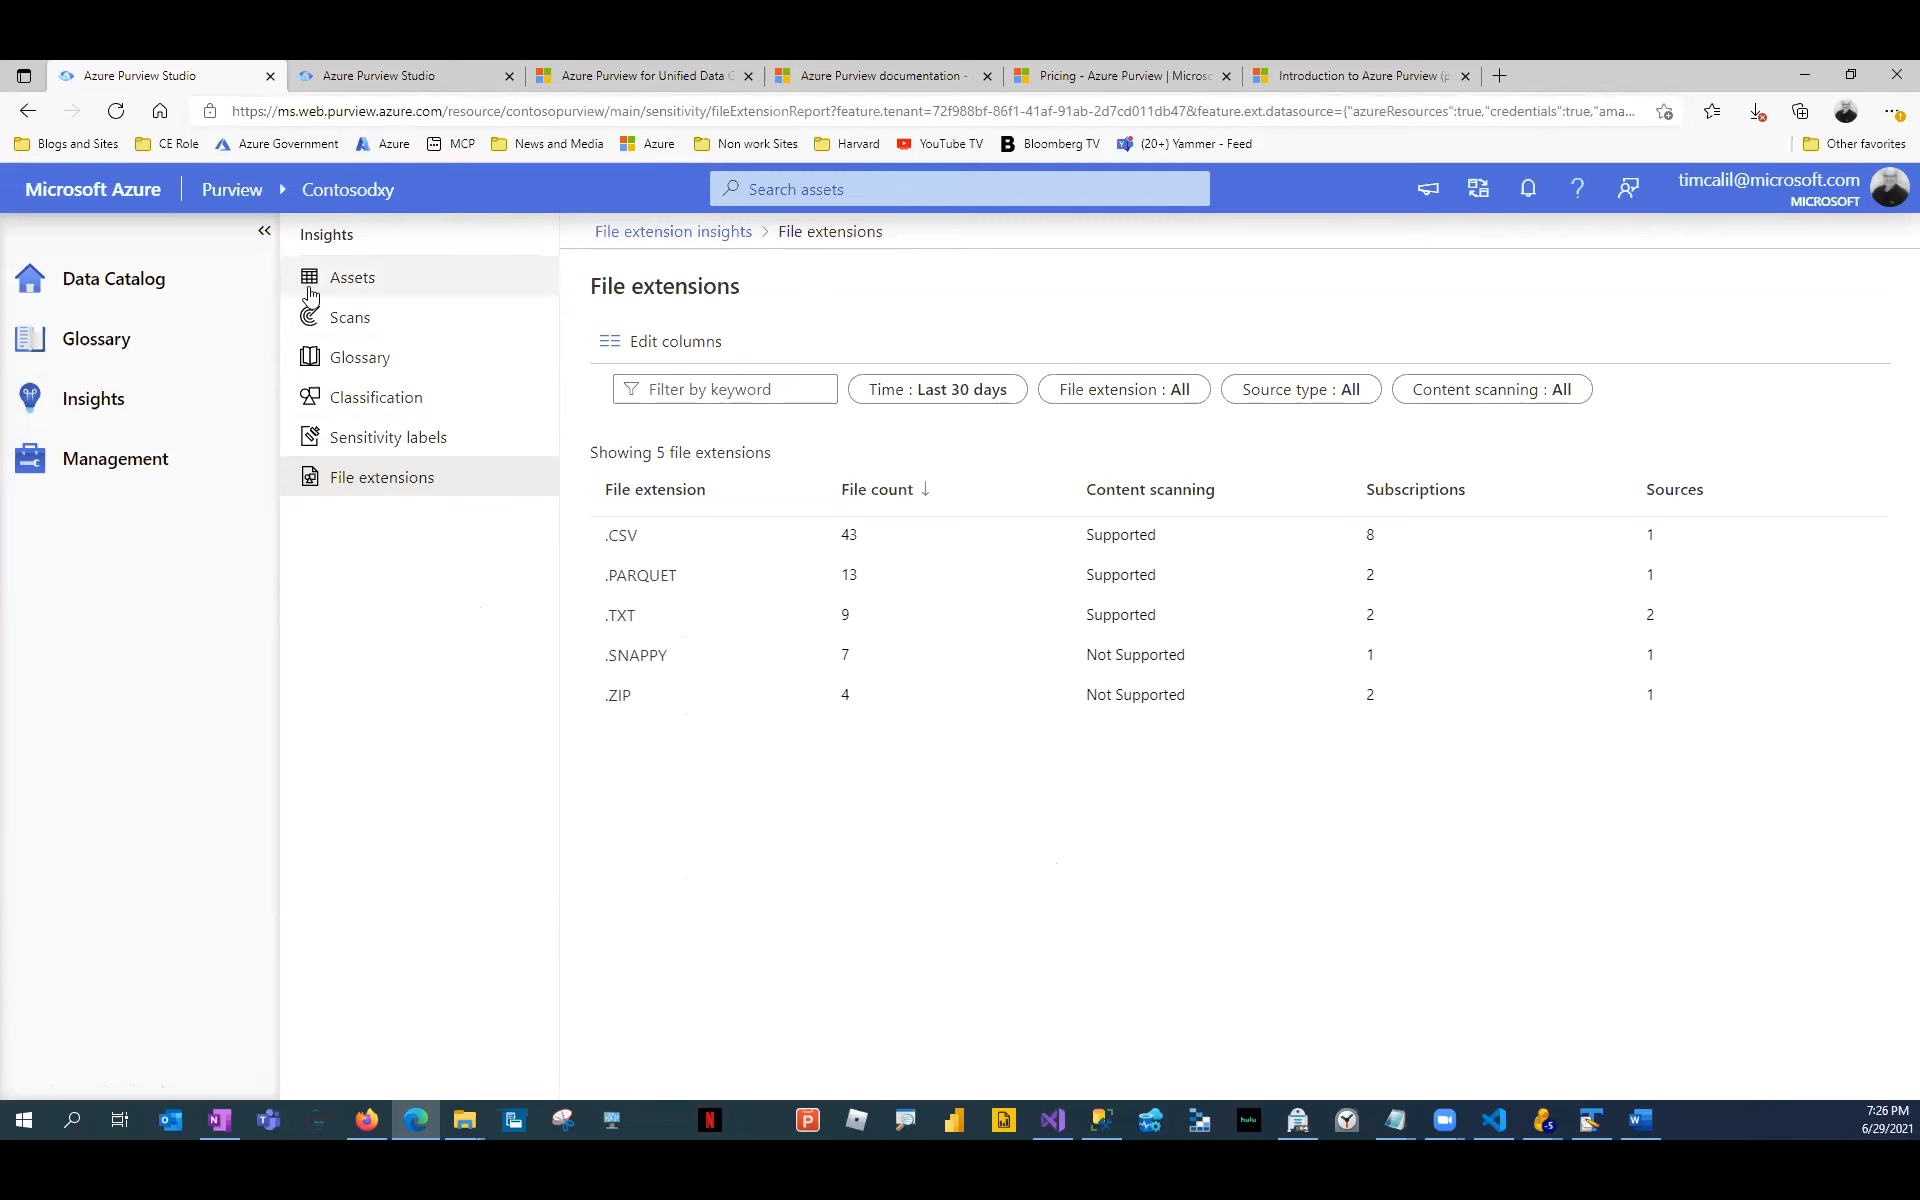 Azure Purview Studio
Azure Purview Studio
Azure Purview for Unified Data G
Azure Purview documentation -
Pricing - Azure Purview | Microso
Introduction to Azure Purview (p
https://ms.web.purview.azure.com/resource/contosopurview/main/sensitivity/fileExtensionReport?feature.tenant=72f988bf-86f1-41af-91ab-2d7cd011db47&feature.ext.datasource={"azureResources":true,"credentials":true,"ama...
Blogs and Sites
CE Role
Azure Government
Azure
MCP
News and Media
Azure
Non work Sites
Harvard
YouTube TV
Bloomberg TV
(20+) Yammer - Feed
Other favorites
Microsoft Azure
Purview
Contosodxy
Search assets
timcalil@microsoft.com
MICROSOFT
Data Catalog
Glossary
Insights
Management
Insights
Assets
Scans
Glossary
Classification
Sensitivity labels
File extensions
File extension insights > File extensions
File extensions
Edit columns
Filter by keyword
Time : Last 30 days
File extension : All
Source type : All
Content scanning : All
Showing 5 file extensions
File extension File count ↓ Content scanning Subscriptions Sources
.CSV 43 Supported 8 1
.PARQUET 13 Supported 2 1
.TXT 9 Supported 2 2
.SNAPPY 7 Not Supported 1 1
.ZIP 4 Not Supported 2 1
hulu
7:26 PM
6/29/2021